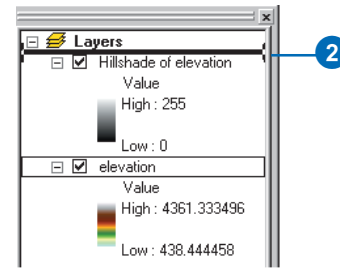 Layers
2
Hillshade of elevation
Value
High : 255
Low : 0
elevation
Value
High : 4361.333496
Low : 438.444458